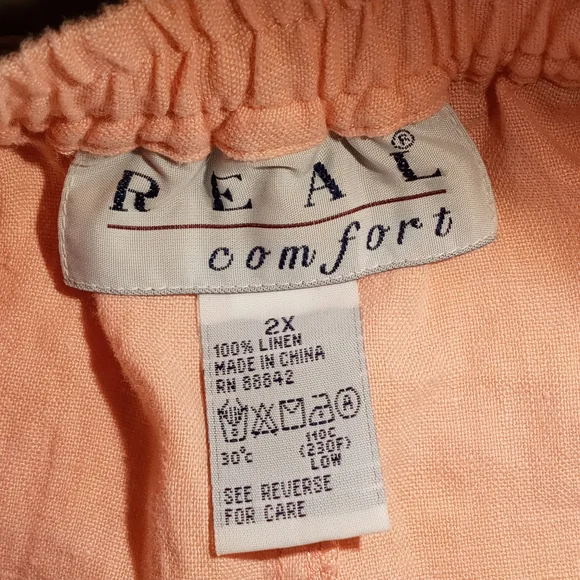 REAL®
comfort
2X
100% LINEN
MADE IN CHINA
RN 88842
A
30°C
110C
(230F)
LOW
SEE REVERSE
FOR CARE